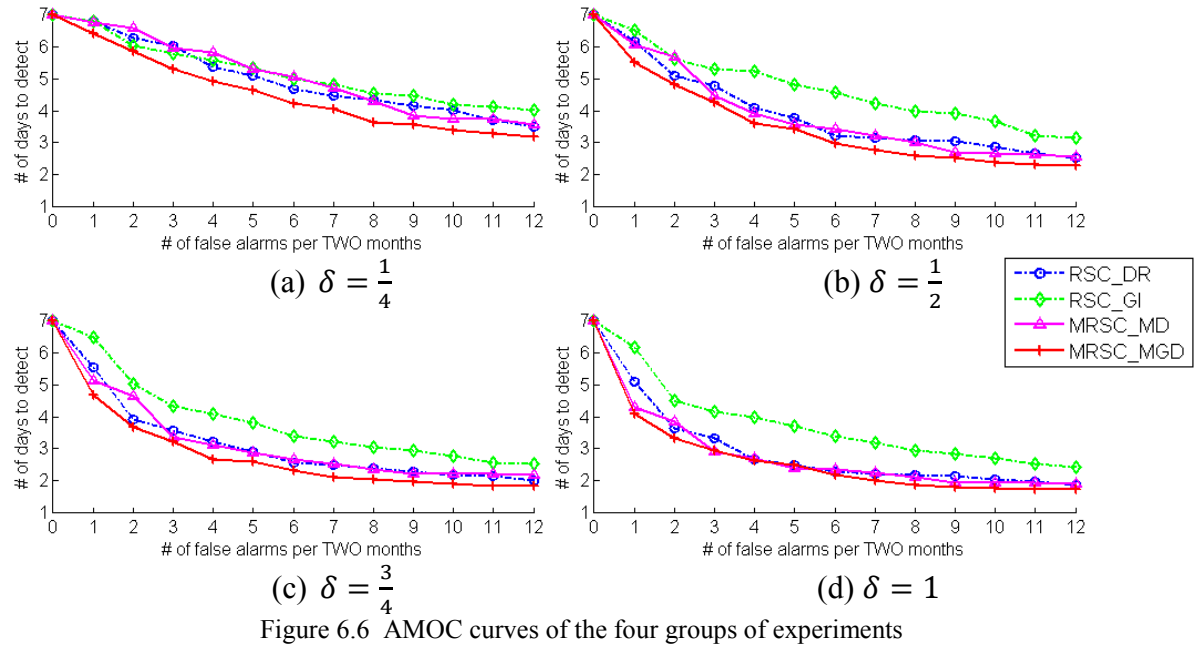 # of days to detect
7
6
5
4
3
2
1
0 1 2 3 4 5 6 7 8 9 10 11 12
# of false alarms per TWO months
(a) δ = 1/4
# of days to detect
7
6
5
4
3
2
1
0 1 2 3 4 5 6 7 8 9 10 11 12
# of false alarms per TWO months
(b) δ = 1/2
RSC_DR
RSC_GI
MRSC_MD
MRSC_MGD
# of days to detect
7
6
5
4
3
2
1
0 1 2 3 4 5 6 7 8 9 10 11 12
# of false alarms per TWO months
(c) δ = 3/4
# of days to detect
7
6
5
4
3
2
1
0 1 2 3 4 5 6 7 8 9 10 11 12
# of false alarms per TWO months
(d) δ = 1
Figure 6.6 AMOC curves of the four groups of experiments